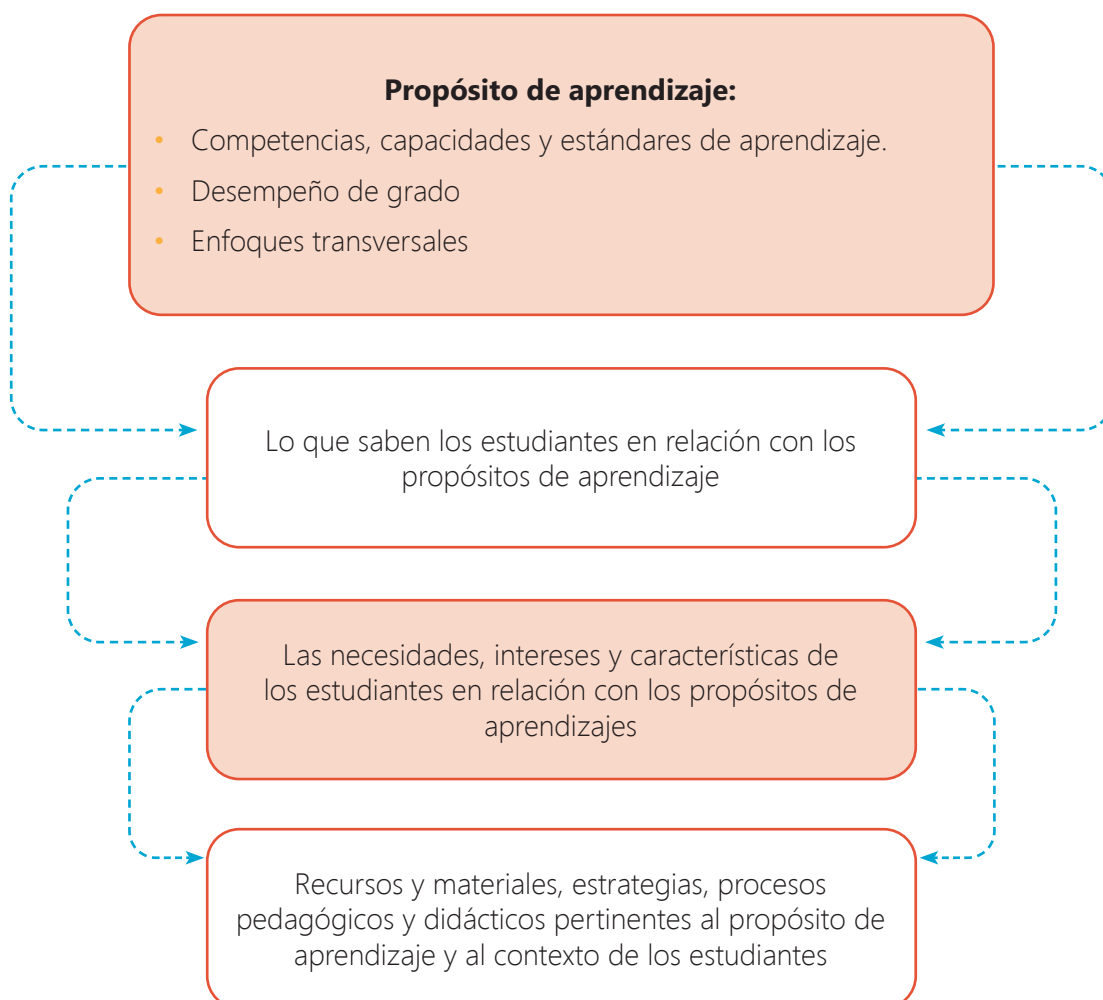 Propósito de aprendizaje:
• Competencias, capacidades y estándares de aprendizaje.
• Desempeño de grado
• Enfoques transversales
Lo que saben los estudiantes en relación con los
propósitos de aprendizaje
Las necesidades, intereses y características de
los estudiantes en relación con los propósitos de
aprendizajes
Recursos y materiales, estrategias, procesos
pedagógicos y didácticos pertinentes al propósito de
aprendizaje y al contexto de los estudiantes